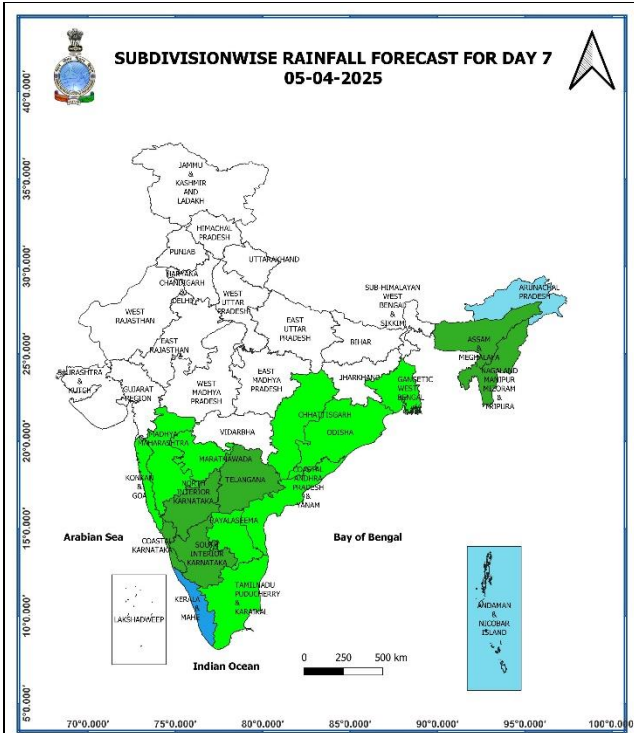 SUBDIVISIONWISE RAINFALL FORECAST FOR DAY 7
05-04-2025
40°0.000'
35°0.000'
30°0.000'
25°0.000'
20°0.000'
15°0.000'
10°0.000'
5°0.000'
JAMMU
&
KASHMIR
AND
LADAKH
HIMACHAL
PRADESH
PUNJAB
UTTARAKHAND
HARYANA
CHANDIGARH
&
DELHI
WEST
UTTAR
PRADESH
SUB-HIMALAYAN
WEST
BENGAL
&
SIKKIM
ARUNACHAL
PRADESH
WEST
RAJASTHAN
EAST
RAJASTHAN
EAST
UTTAR
PRADESH
BIHAR
ASSAM
&
MEGHALAYA
NAGALAND
MANIPUR
MIZORAM
&
TRIPURA
SAURASHTRA
&
KUTCH
GUJARAT
REGION
WEST
MADHYA
PRADESH
EAST
MADHYA
PRADESH
JHARKHAND
GANGETIC
WEST
BENGAL
CHHATTISGARH
ODISHA
VIDARBHA
MADHYA
MAHARASHTRA
MARATHAWADA
KONKAN
&
GOA
NORTH
INTERIOR
KARNATAKA
TELANGANA
COASTAL
ANDHRA
PRADESH
&
YANAM
RAYALASEEMA
Arabian Sea
Bay of Bengal
COASTAL
KARNATAKA
SOUTH
INTERIOR
KARNATAKA
LAKSHADWEEP
KERALA
&
MAHE
TAMILNADU
PUDUCHERRY
&
KARAIKAL
ANDAMAN
&
NICOBAR
ISLAND
Indian Ocean
0 250 500 km
70°0.000' 75°0.000' 80°0.000' 85°0.000' 90°0.000' 95°0.000' 100°0.000'